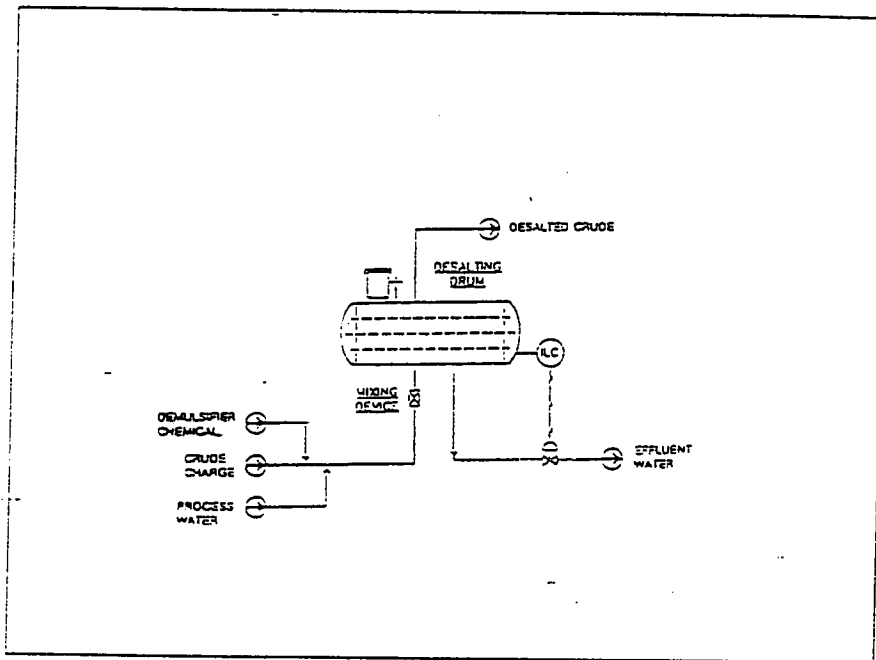 DESALTED CRUDE
DESALTING
DRUM
ILC
MIXING
DEVICE
DEMULSIFIER
CHEMICAL
CRUDE
CHARGE
PROCESS
WATER
EFFLUENT
WATER